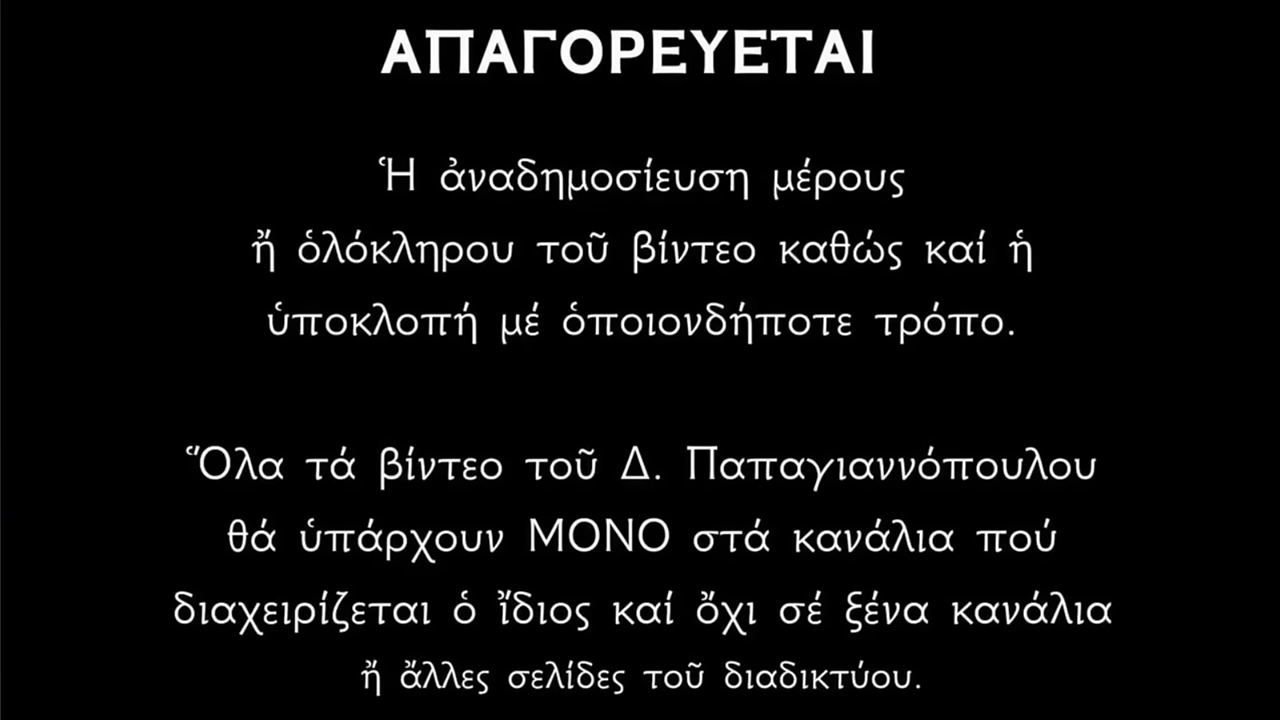 ΑΠΑΓΟΡΕΥΕΤΑΙ
Ἡ ἀναδημοσίευση μέρους
ἤ ὁλόκληρου τοῦ βίντεο καθώς καί ἡ
ὑποκλοπή μέ ὁποιονδήποτε τρόπο.
Ὅλα τά βίντεο τοῦ Δ. Παπαγιαννόπουλου
θά ὑπάρχουν ΜΟΝΟ στά κανάλια πού
διαχειρίζεται ὁ ἴδιος καί ὄχι σέ ξένα κανάλια
ἤ ἄλλες σελίδες τοῦ διαδικτύου.